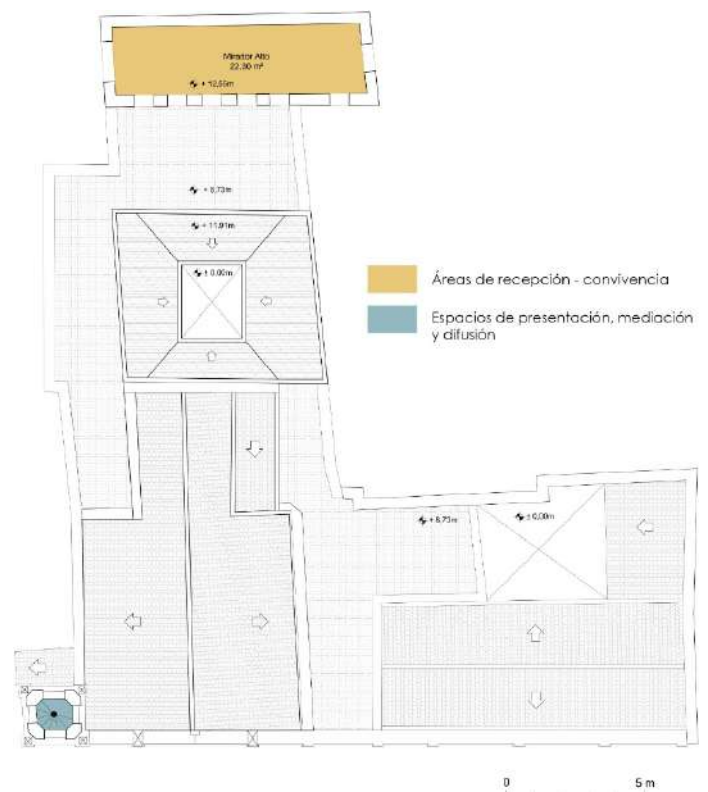 Mirador Alto
22,30 m²
+ 12,55m
+ 8,73m
+ 11,91m
± 0,00m
Áreas de recepción - convivencia
Espacios de presentación, mediación
y difusión
+ 8,73m
± 0,00m
0 5 m